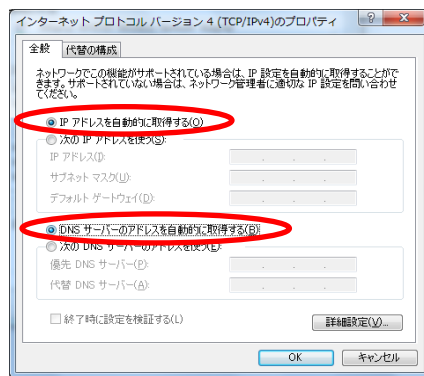 インターネット プロトコル バージョン 4 (TCP/IPv4)のプロパティ
全般 代替の構成
ネットワークでこの機能がサポートされている場合は、IP 設定を自動的に取得することがで
きます。サポートされていない場合は、ネットワーク管理者に適切な IP 設定を問い合わせ
てください。
IP アドレスを自動的に取得する(O)
次の IP アドレスを使う(S):
IP アドレス(I):
サブネット マスク(U):
デフォルト ゲートウェイ(D):
DNS サーバーのアドレスを自動的に取得する(B)
次の DNS サーバーのアドレスを使う(E):
優先 DNS サーバー(P):
代替 DNS サーバー(A):
終了時に設定を検証する(L)
詳細設定(V)...
OK キャンセル